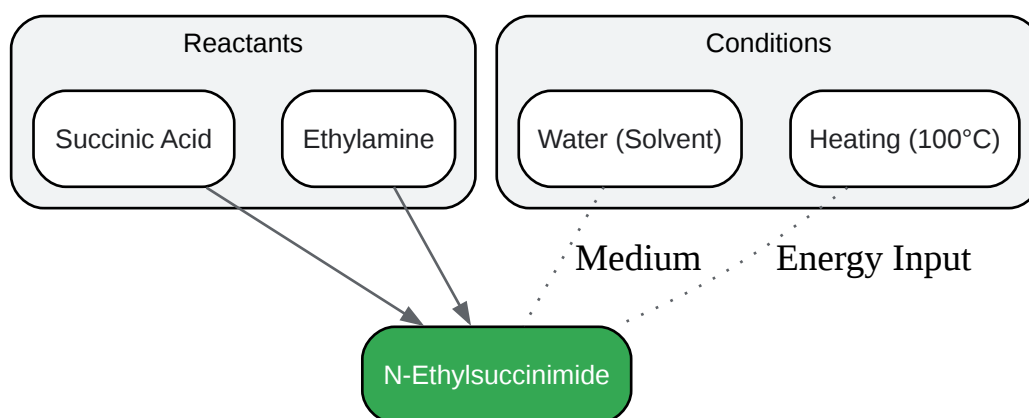 Reactants
Conditions
Succinic Acid
Ethylamine
Water (Solvent)
Heating (100°C)
Medium
Energy Input
N-Ethylsuccinimide